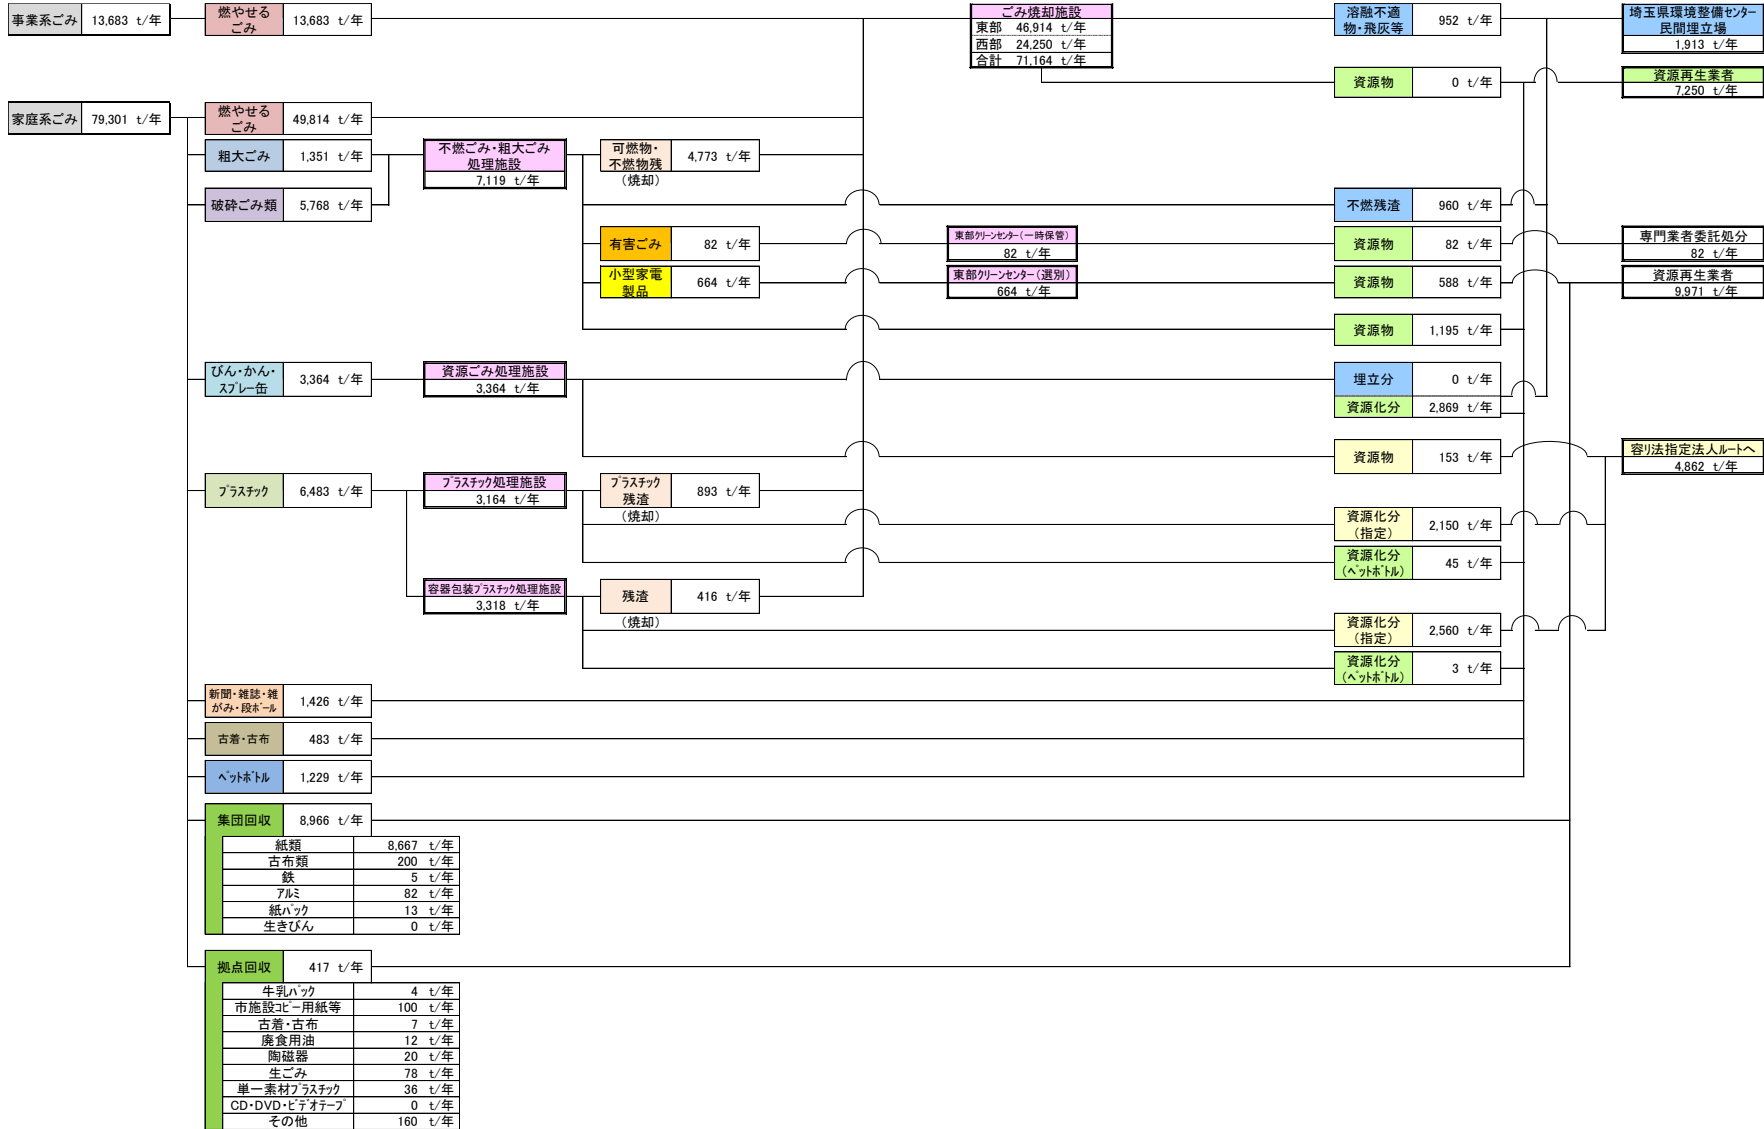 事業系ごみ 13,683 t/年
燃やせる
ごみ
13,683 t/年
ごみ焼却施設
東部 46,914 t/年
西部 24,250 t/年
合計 71,164 t/年
溶融不適
物・飛灰等
952 t/年
埼玉県環境整備センター
民間埋立場
1,913 t/年
資源物 0 t/年
資源再生業者
7,250 t/年
家庭系ごみ 79,301 t/年
燃やせる
ごみ
49,814 t/年
粗大ごみ 1,351 t/年
不燃ごみ・粗大ごみ
処理施設
7,119 t/年
可燃物・
不燃物残
4,773 t/年
（焼却）
破砕ごみ類 5,768 t/年
不燃残渣 960 t/年
有害ごみ 82 t/年
東部クリーンセンター（一時保管）
82 t/年
資源物 82 t/年
専門業者委託処分
82 t/年
小型家電
製品
664 t/年
東部クリーンセンター（選別）
664 t/年
資源物 588 t/年
資源再生業者
9,971 t/年
資源物 1,195 t/年
びん・かん・
スプレー缶
3,364 t/年
資源ごみ処理施設
3,364 t/年
埋立分 0 t/年
資源化分 2,869 t/年
資源物 153 t/年
容リ法指定法人ルートへ
4,862 t/年
プラスチック 6,483 t/年
プラスチック処理施設
3,164 t/年
プラスチック
残渣
893 t/年
（焼却）
資源化分
（指定）
2,150 t/年
資源化分
（ペットボトル）
45 t/年
容器包装プラスチック処理施設
3,318 t/年
残渣 416 t/年
（焼却）
資源化分
（指定）
2,560 t/年
資源化分
（ペットボトル）
3 t/年
新聞・雑誌・雑
がみ・段ボール
1,426 t/年
古着・古布 483 t/年
ペットボトル 1,229 t/年
集団回収 8,966 t/年
紙類 8,667 t/年
古布類 200 t/年
鉄 5 t/年
アルミ 82 t/年
紙パック 13 t/年
生きびん 0 t/年
拠点回収 417 t/年
牛乳パック 4 t/年
市施設コピー用紙等 100 t/年
古着・古布 7 t/年
廃食用油 12 t/年
陶磁器 20 t/年
生ごみ 78 t/年
単一素材プラスチック 36 t/年
CD・DVD・ビデオテープ 0 t/年
その他 160 t/年